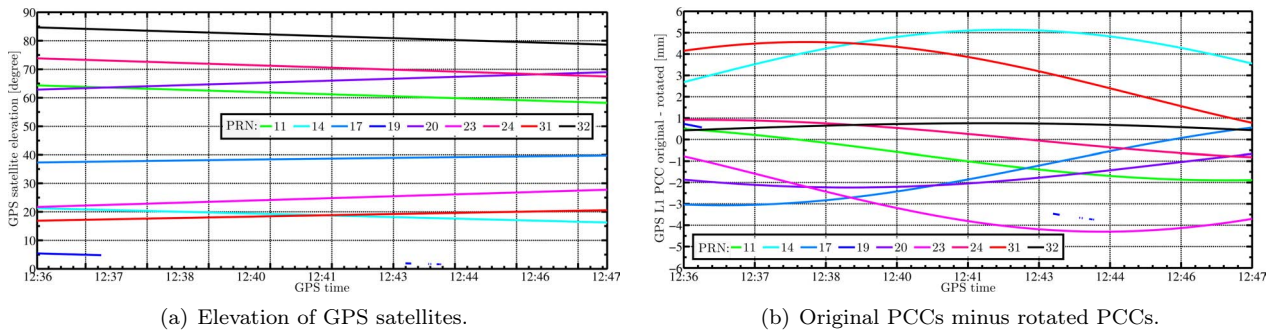 90
80
70
60
50
40
30
20
10
0
GPS satellite elevation [degree]
PRN: 11 14 17 19 20 23 24 31 32
12:36 12:37 12:38 12:40 12:41 12:43 12:44 12:46 12:47
GPS time
(a) Elevation of GPS satellites.
6
5
4
3
2
1
0
−1
−2
−3
−4
−5
−6
GPS L1 PCC original - rotated [mm]
PRN: 11 14 17 19 20 23 24 31 32
12:36 12:37 12:38 12:40 12:41 12:43 12:44 12:46 12:47
GPS time
(b) Original PCCs minus rotated PCCs.